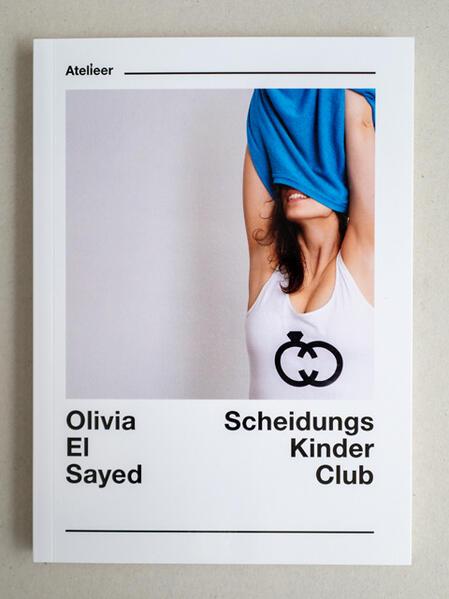 Atelieer
Olivia
El
Sayed
Scheidungs
Kinder
Club